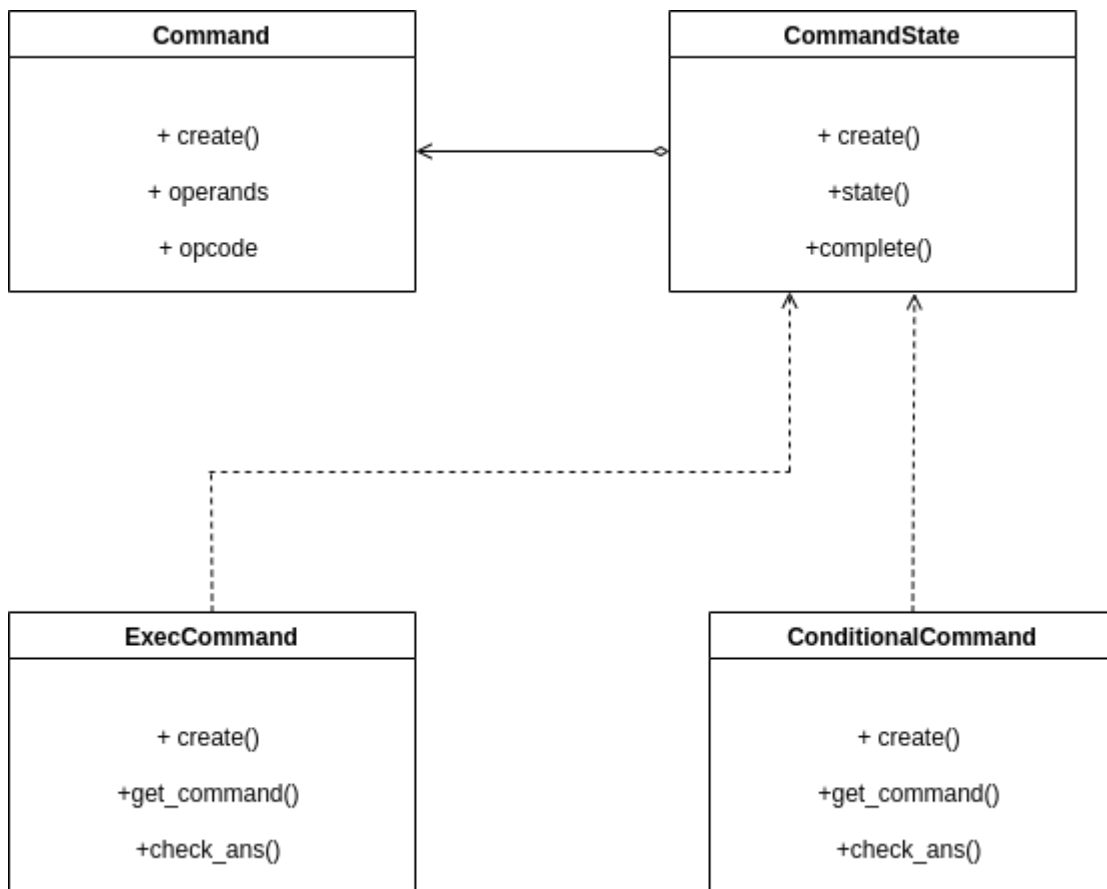 Command
+ create()
+ operands
+ opcode
CommandState
+ create()
+state()
+complete()
ExecCommand
+ create()
+get_command()
+check_ans()
ConditionalCommand
+ create()
+get_command()
+check_ans()